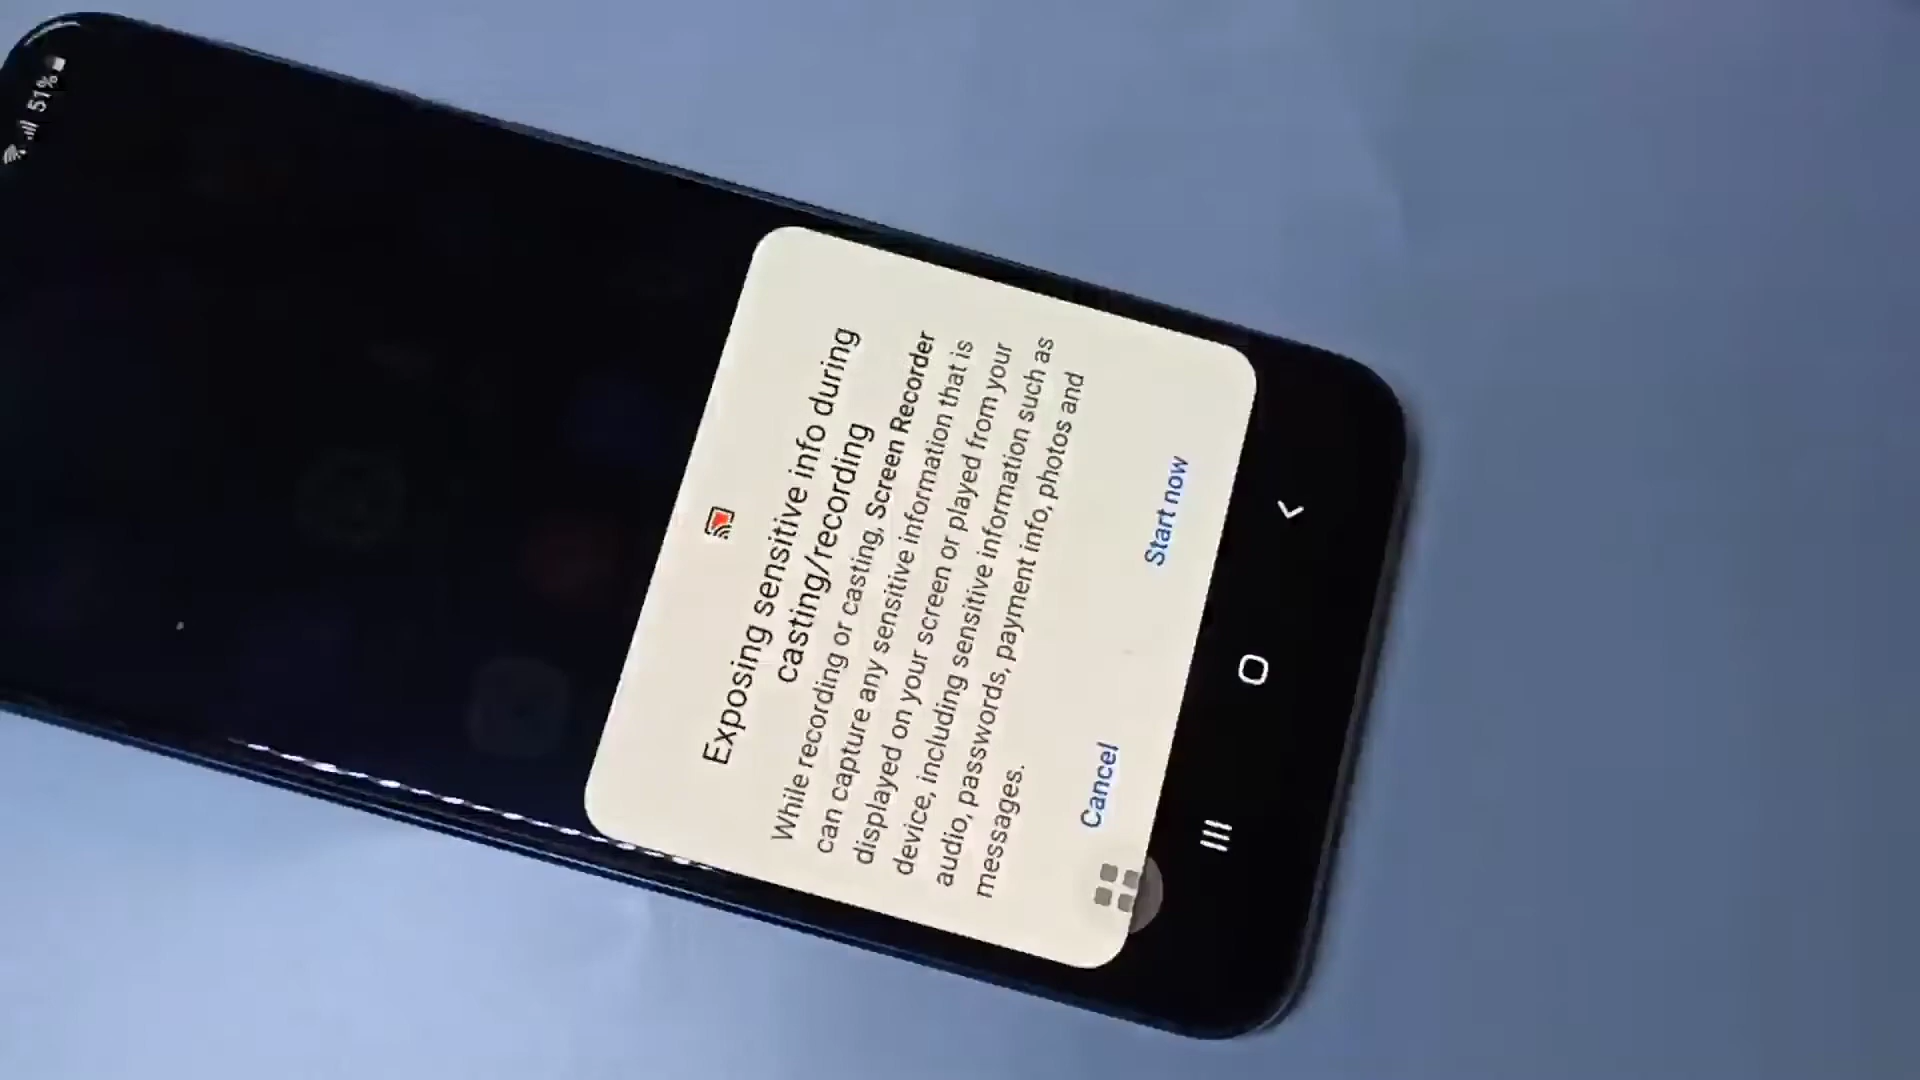 51%
Exposing sensitive info during
casting/recording
While recording or casting, Screen Recorder
can capture any sensitive information that is
displayed on your screen or played from your
device, including sensitive information such as
audio, passwords, payment info, photos and
messages.
Cancel Start now